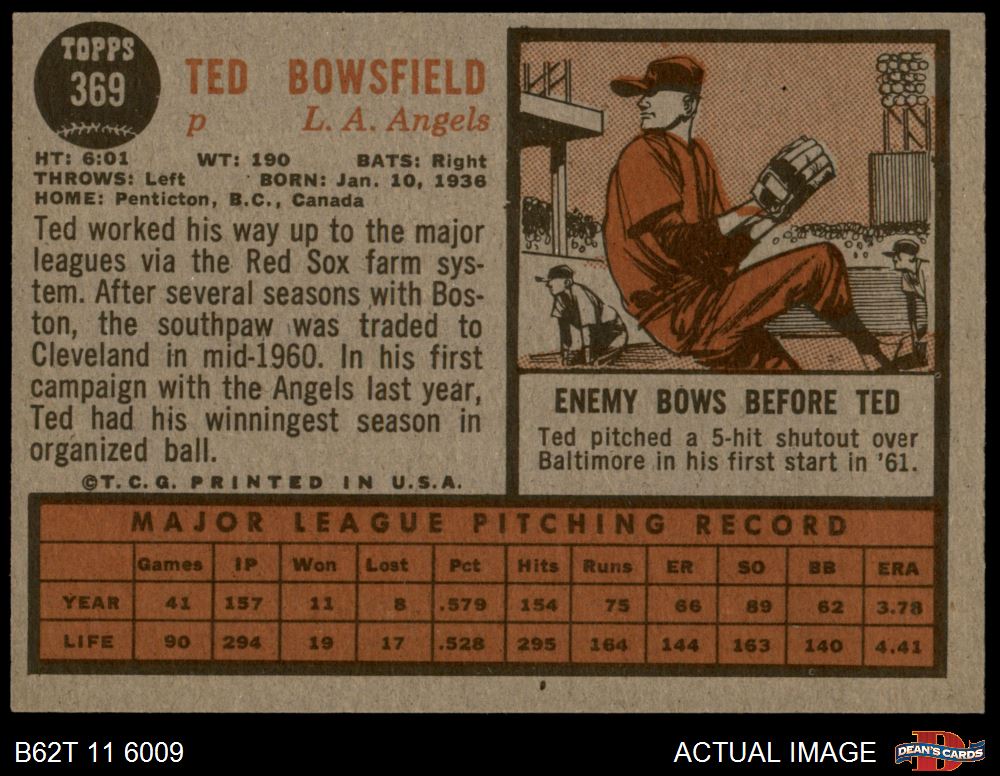 TOPPS
369
TED BOWSFIELD
p L. A. Angels
HT: 6:01 WT: 190 BATS: Right
THROWS: Left BORN: Jan. 10, 1936
HOME: Penticton, B.C., Canada
Ted worked his way up to the major
leagues via the Red Sox farm sys-
tem. After several seasons with Bos-
ton, the southpaw was traded to
Cleveland in mid-1960. In his first
campaign with the Angels last year,
Ted had his winningest season in
organized ball.
©T.C.G. PRINTED IN U.S.A.
ENEMY BOWS BEFORE TED
Ted pitched a 5-hit shutout over
Baltimore in his first start in '61.
MAJOR LEAGUE PITCHING RECORD
Games IP Won Lost Pct Hits Runs ER SO BB ERA
YEAR 41 157 11 8 .579 154 75 66 89 62 3.78
LIFE 90 294 19 17 .528 295 164 144 163 140 4.41
B62T 11 6009 ACTUAL IMAGE D DEAN'S CARDS